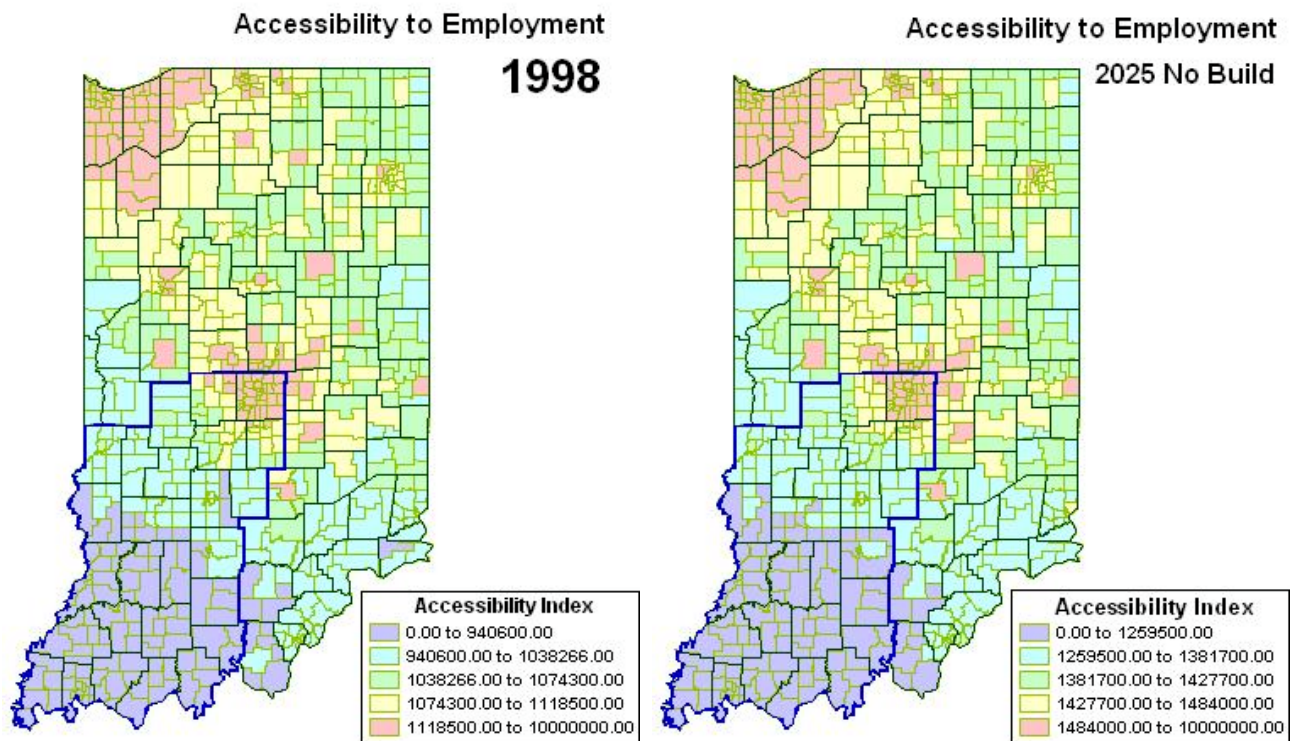 Accessibility to Employment
1998
Accessibility Index
0.00 to 940600.00
940600.00 to 1038266.00
1038266.00 to 1074300.00
1074300.00 to 1118500.00
1118500.00 to 10000000.00
Accessibility to Employment
2025 No Build
Accessibility Index
0.00 to 1259500.00
1259500.00 to 1381700.00
1381700.00 to 1427700.00
1427700.00 to 1484000.00
1484000.00 to 10000000.00